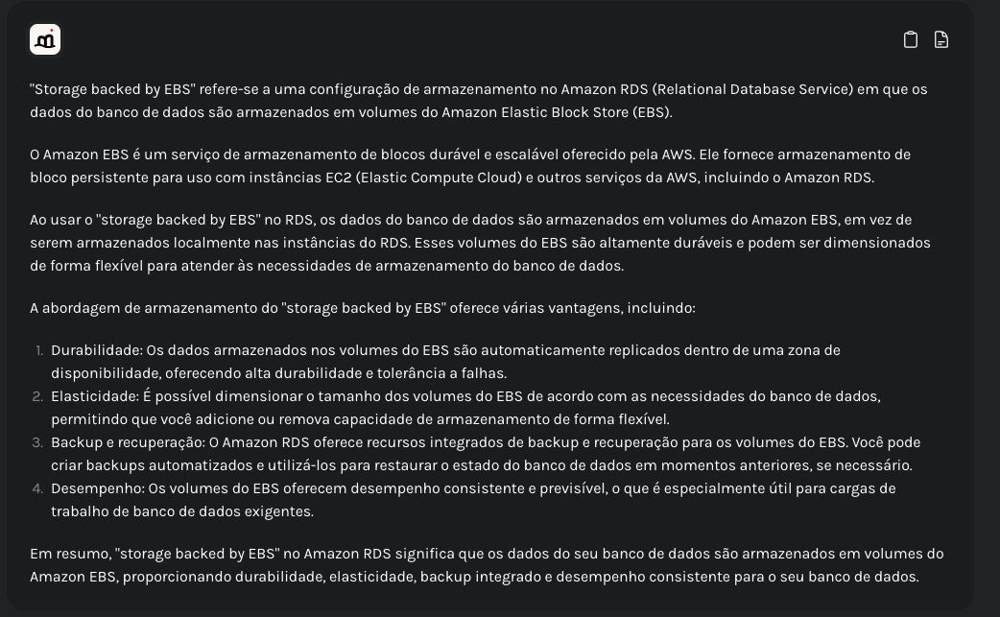 "Storage backed by EBS" refere-se a uma configuração de armazenamento no Amazon RDS (Relational Database Service) em que os
dados do banco de dados são armazenados em volumes do Amazon Elastic Block Store (EBS).
O Amazon EBS é um serviço de armazenamento de blocos durável e escalável oferecido pela AWS. Ele fornece armazenamento de
bloco persistente para uso com instâncias EC2 (Elastic Compute Cloud) e outros serviços da AWS, incluindo o Amazon RDS.
Ao usar o "storage backed by EBS" no RDS, os dados do banco de dados são armazenados em volumes do Amazon EBS, em vez de
serem armazenados localmente nas instâncias do RDS. Esses volumes do EBS são altamente duráveis e podem ser dimensionados
de forma flexível para atender às necessidades de armazenamento do banco de dados.
A abordagem de armazenamento do "storage backed by EBS" oferece várias vantagens, incluindo:
1. Durabilidade: Os dados armazenados nos volumes do EBS são automaticamente replicados dentro de uma zona de
disponibilidade, oferecendo alta durabilidade e tolerância a falhas.
2. Elasticidade: É possível dimensionar o tamanho dos volumes do EBS de acordo com as necessidades do banco de dados,
permitindo que você adicione ou remova capacidade de armazenamento de forma flexível.
3. Backup e recuperação: O Amazon RDS oferece recursos integrados de backup e recuperação para os volumes do EBS. Você pode
criar backups automatizados e utilizá-los para restaurar o estado do banco de dados em momentos anteriores, se necessário.
4. Desempenho: Os volumes do EBS oferecem desempenho consistente e previsível, o que é especialmente útil para cargas de
trabalho de banco de dados exigentes.
Em resumo, "storage backed by EBS" no Amazon RDS significa que os dados do seu banco de dados são armazenados em volumes do
Amazon EBS, proporcionando durabilidade, elasticidade, backup integrado e desempenho consistente para o seu banco de dados.